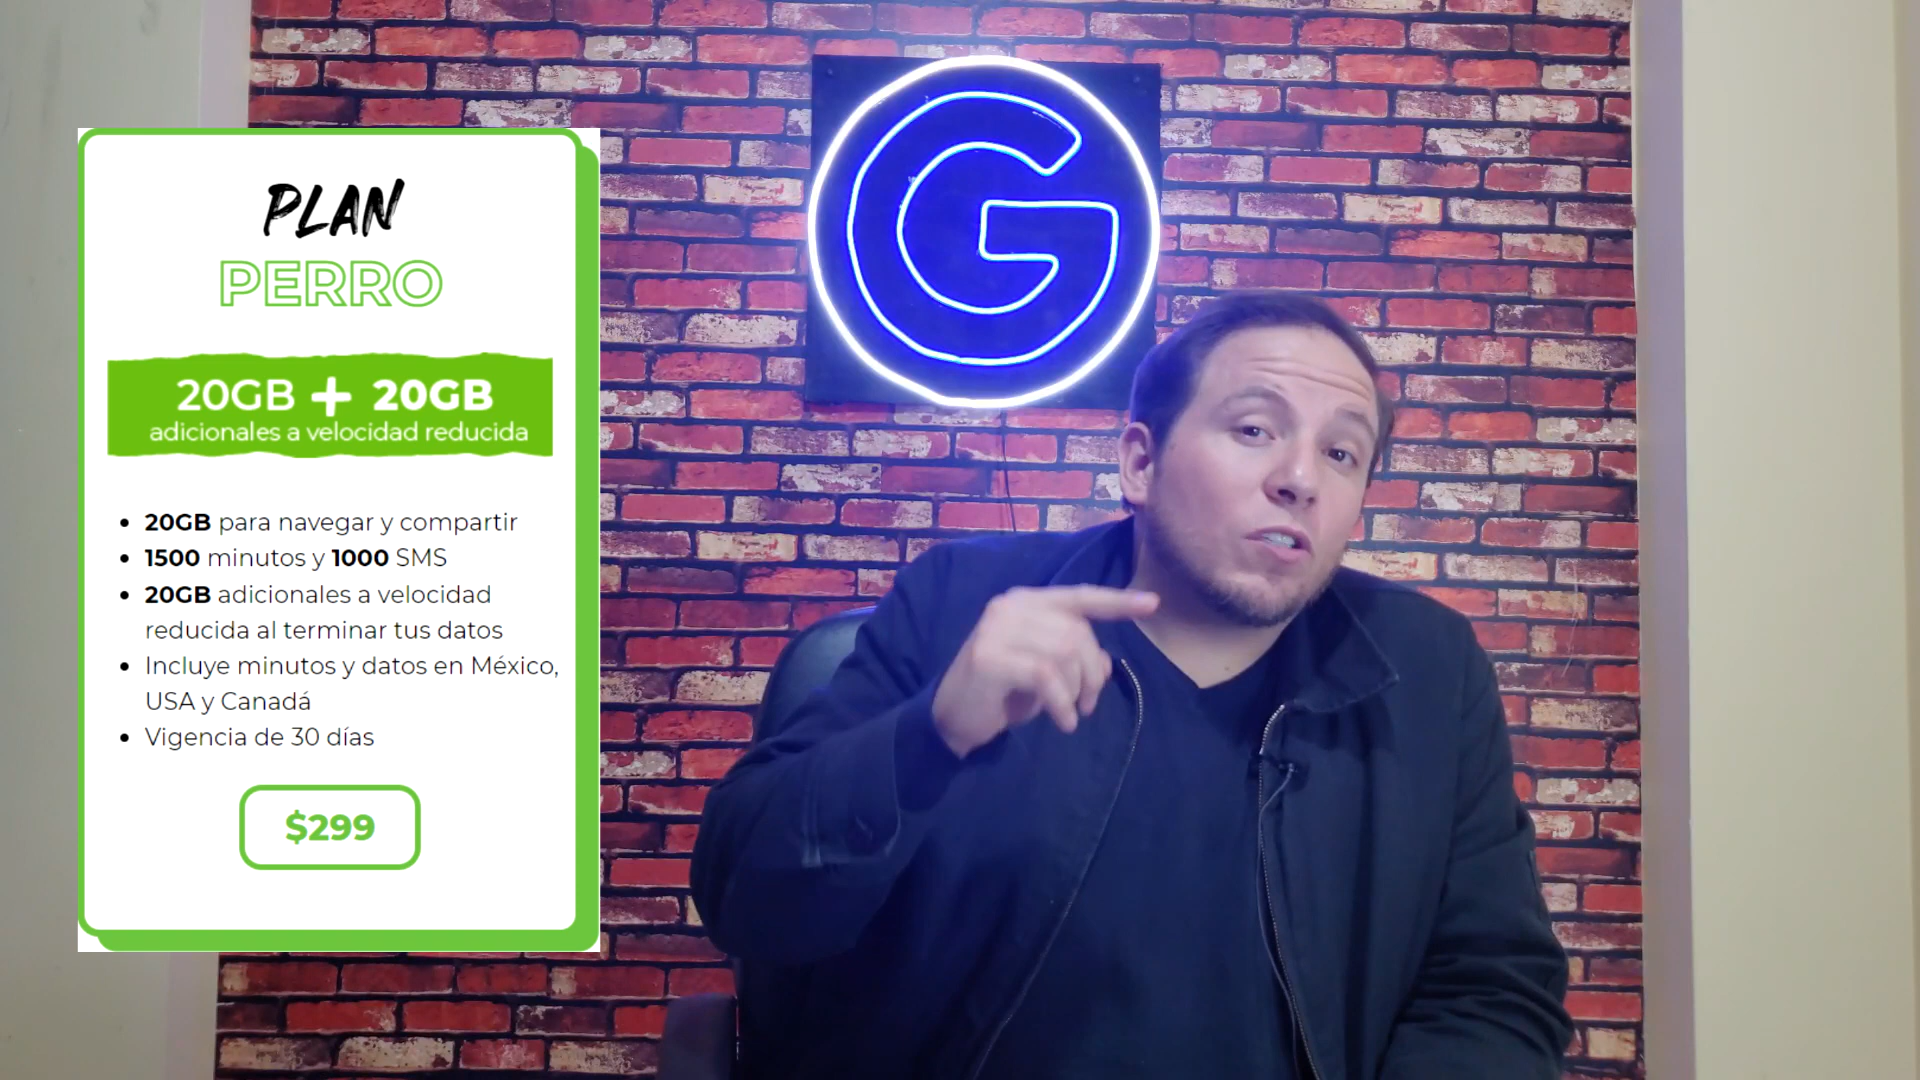 PLAN
PERRO
20GB + 20GB
adicionales a velocidad reducida
• 20GB para navegar y compartir
• 1500 minutos y 1000 SMS
• 20GB adicionales a velocidad
reducida al terminar tus datos
• Incluye minutos y datos en México,
USA y Canadá
• Vigencia de 30 días
$299
G